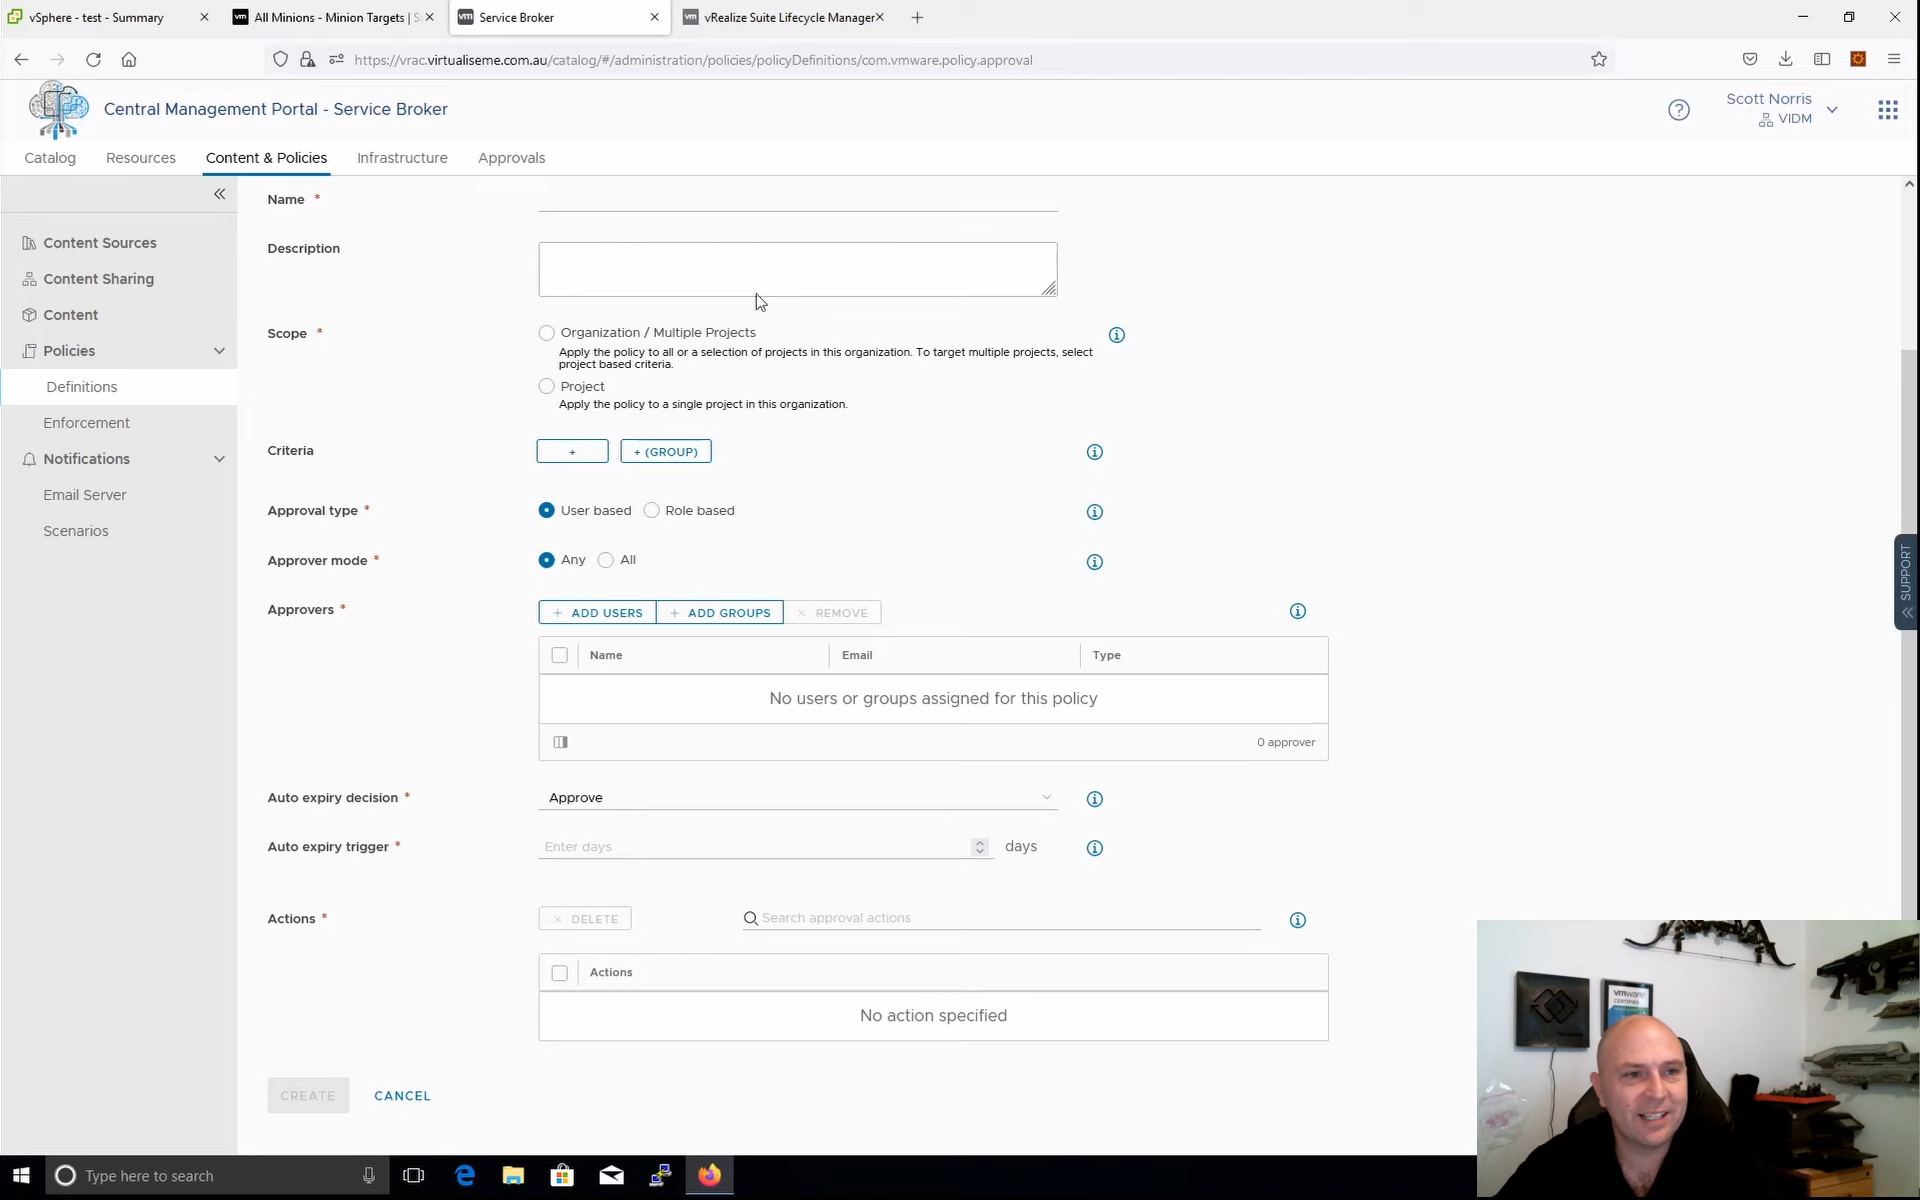 vSphere - test - Summary
All Minions - Minion Targets | S
Service Broker
vRealize Suite Lifecycle Manager
https://vrac.virtualiseme.com.au/catalog/#/administration/policies/policyDefinitions/com.vmware.policy.approval
Central Management Portal - Service Broker
Scott Norris
VIDM
Catalog Resources Content & Policies Infrastructure Approvals
Content Sources
Content Sharing
Content
Policies
Definitions
Enforcement
Notifications
Email Server
Scenarios
Name *
Description
Scope *
Organization / Multiple Projects
Apply the policy to all or a selection of projects in this organization. To target multiple projects, select
project based criteria.
Project
Apply the policy to a single project in this organization.
Criteria + + (GROUP)
Approval type * User based Role based
Approver mode * Any All
Approvers * + ADD USERS + ADD GROUPS × REMOVE
Name Email Type
No users or groups assigned for this policy
0 approver
Auto expiry decision * Approve
Auto expiry trigger * Enter days days
Actions * × DELETE Search approval actions
Actions
No action specified
CREATE CANCEL
SUPPORT
Type here to search
vmware
CERTIFIED